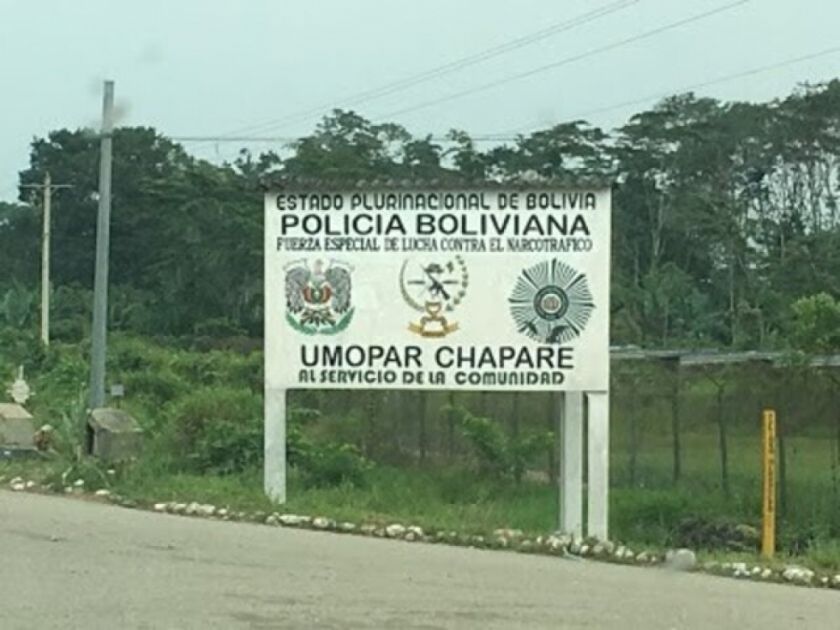 ESTADO PLURINACIONAL DE BOLIVIA
POLICIA BOLIVIANA
FUERZA ESPECIAL DE LUCHA CONTRA EL NARCOTRAFICO
UMOPAR CHAPARE
AL SERVICIO DE LA COMUNIDAD